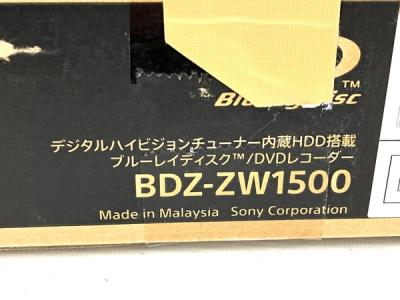 TM
デジタルハイビジョンチューナー内蔵HDD搭載
ブルーレイディスク™/DVDレコーダー
BDZ-ZW1500
Made in Malaysia Sony Corporation